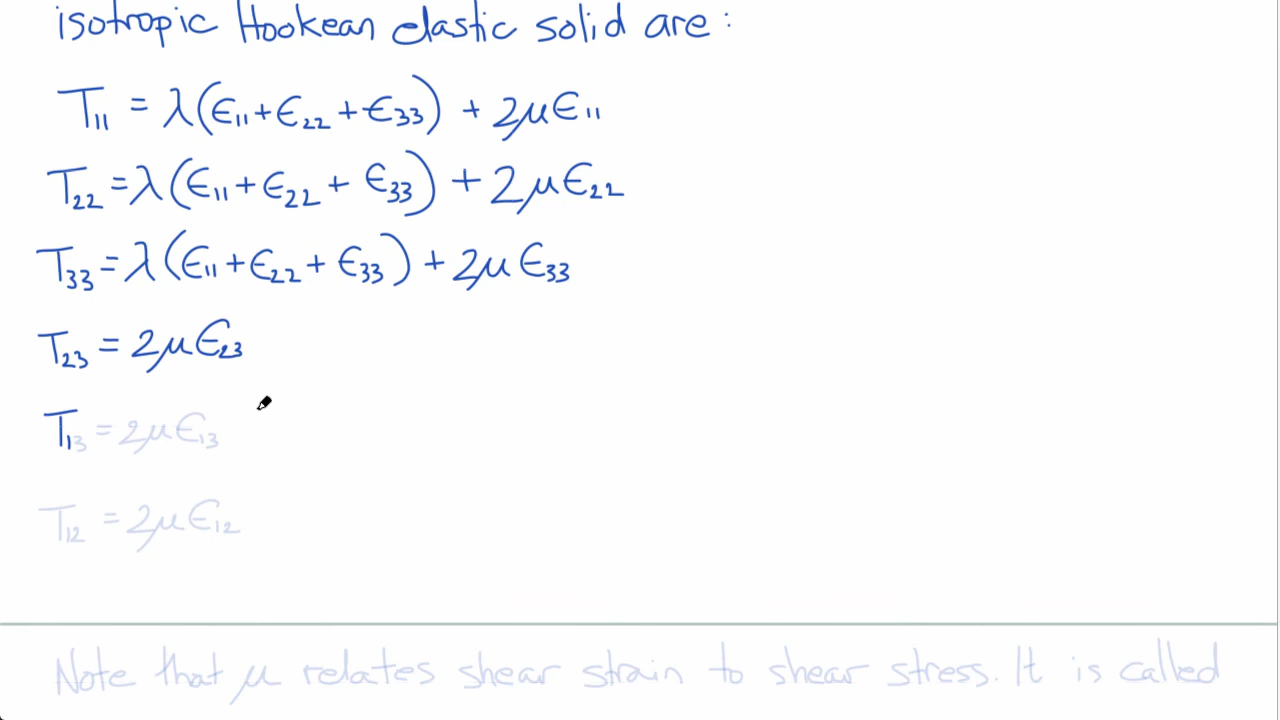 isotropic Hookean elastic solid are:
T₁₁ = λ(ϵ₁₁+ϵ₂₂+ϵ₃₃) + 2μϵ₁₁
T₂₂ = λ(ϵ₁₁+ϵ₂₂+ϵ₃₃) + 2μϵ₂₂
T₃₃ = λ(ϵ₁₁+ϵ₂₂+ϵ₃₃) + 2μϵ₃₃
T₂₃ = 2μϵ₂₃
T₁₃ = 2μϵ₁₃
T₁₂ = 2μϵ₁₂
Note that μ relates shear strain to shear stress. It is called